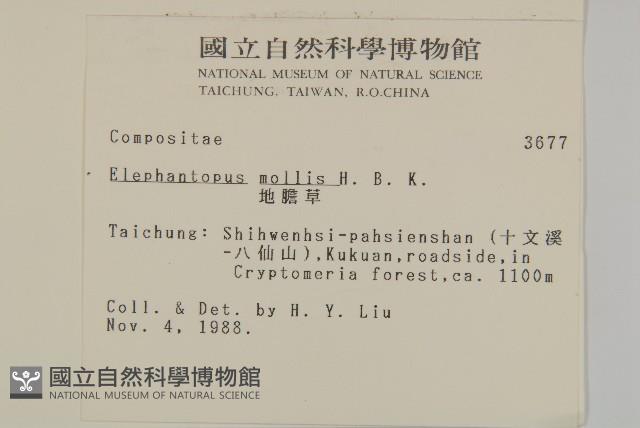 國立自然科學博物館
NATIONAL MUSEUM OF NATURAL SCIENCE
TAICHUNG, TAIWAN, R.O.CHINA
Compositae 3677
Elephantopus mollis H. B. K.
地膽草
Taichung: Shihwenhsi-pahsienshan (十文溪
-八仙山),Kukuan,roadside,in
Cryptomeria forest,ca. 1100m
Coll. & Det. by H. Y. Liu
Nov. 4, 1988.
國立自然科學博物館
NATIONAL MUSEUM OF NATURAL SCIENCE